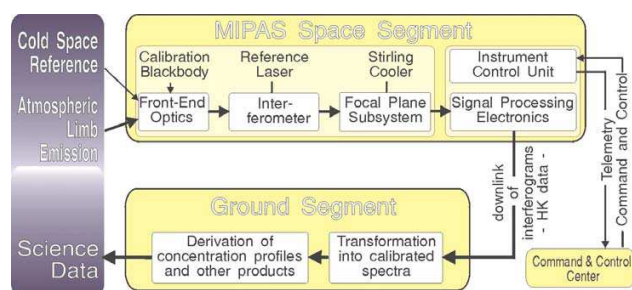 MIPAS Space Segment
Cold Space
Reference
Atmospheric
Limb
Emission
Calibration
Blackbody
Reference
Laser
Stirling
Cooler
Instrument
Control Unit
Front-End
Optics
Inter-
ferometer
Focal Plane
Subsystem
Signal Processing
Electronics
downlink
of
interferograms
- HK data -
Telemetry
Command and Control
Ground Segment
Science
Data
Derivation of
concentration profiles
and other products
Transformation
into calibrated
spectra
Command & Control
Center